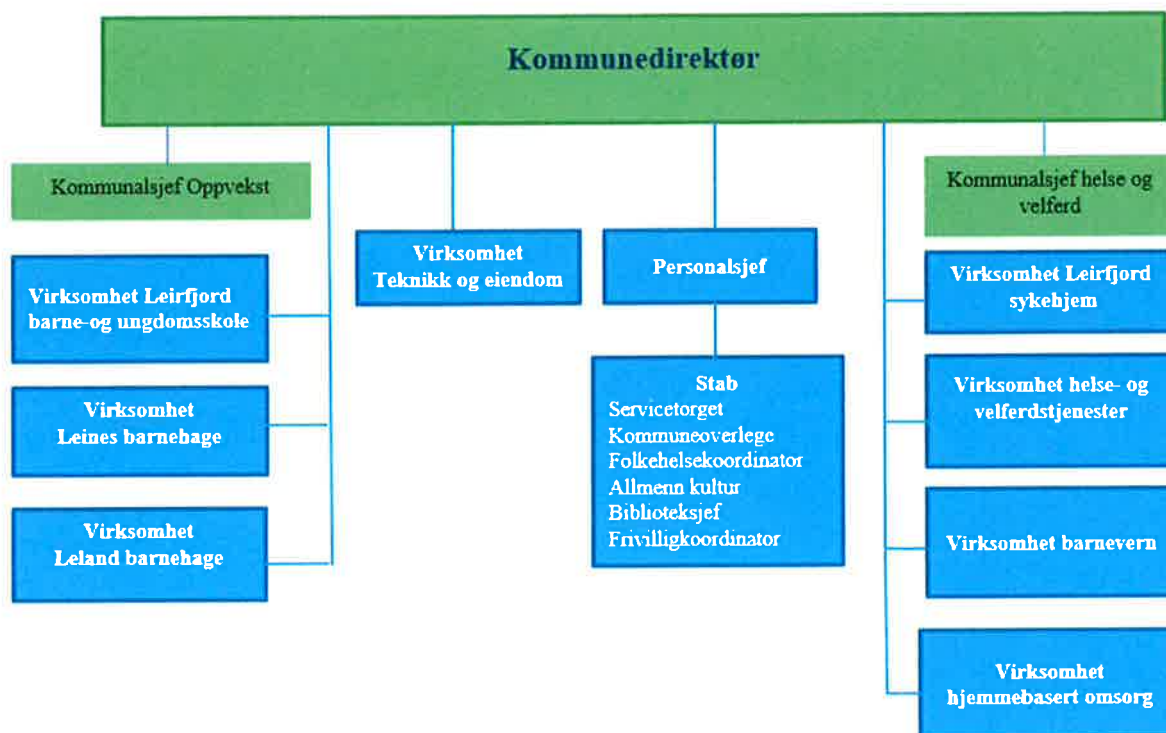 Kommunedirektør
Kommunalsjef Oppvekst
Virksomhet Leirfjord
barne-og ungdomsskole
Virksomhet
Leines barnehage
Virksomhet
Leland barnehage
Virksomhet
Teknikk og eiendom
Personalsjef
Stab
Servicetorget
Kommuneoverlege
Folkehelsekoordinator
Allmenn kultur
Biblioteksjef
Frivilligkoordinator
Kommunalsjef helse og
velferd
Virksomhet Leirfjord
sykehjem
Virksomhet helse- og
velferdstjenester
Virksomhet barnevern
Virksomhet
hjemmebasert omsorg